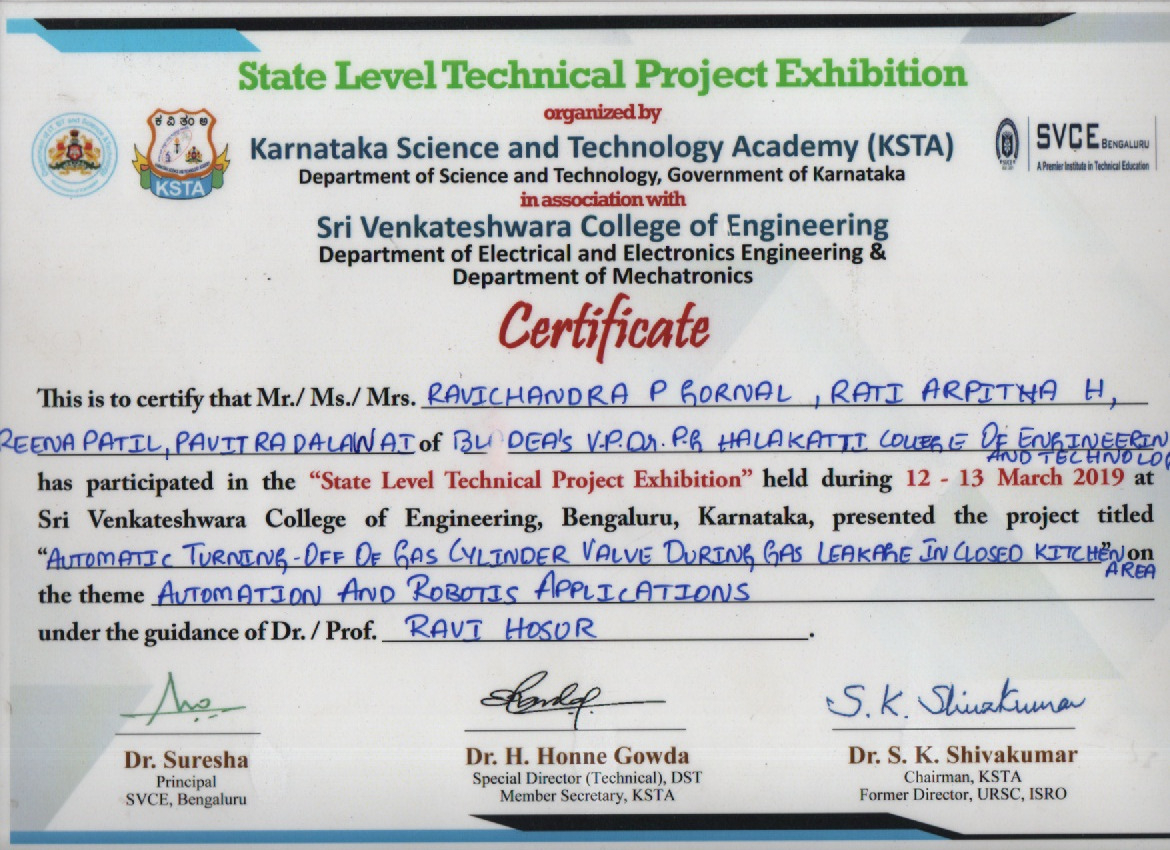 State Level Technical Project Exhibition
organized by
ಕ ವಿ ತಂ ಅ
KSTA
Karnataka Science and Technology Academy (KSTA)
SVCE BENGALURU
A Premier Institute in Technical Education
Department of Science and Technology, Government of Karnataka
in association with
Sri Venkateshwara College of Engineering
Department of Electrical and Electronics Engineering &
Department of Mechatronics
Certificate
This is to certify that Mr./ Ms./ Mrs. RAVICHANDRA P GORNAL , RATI ARPITHA H,
REENA PATIL, PAVITRA DALAWAI of BLDEA's V.P. Dr. P.G HALAKATTI COLLEGE OF ENGINEERIN
AND TECHNOLO
has participated in the "State Level Technical Project Exhibition" held during 12 - 13 March 2019 at
Sri Venkateshwara College of Engineering, Bengaluru, Karnataka, presented the project titled
"AUTOMATIC TURNING-OFF OF GAS CYLINDER VALVE DURING GAS LEAKAGE IN CLOSED KITCHEN" on
AREA
the theme AUTOMATION AND ROBOTIS APPLICATIONS
under the guidance of Dr. / Prof. RAVI HOSUR .
S. K. Shivakumar
Dr. Suresha
Principal
SVCE, Bengaluru
Dr. H. Honne Gowda
Special Director (Technical), DST
Member Secretary, KSTA
Dr. S. K. Shivakumar
Chairman, KSTA
Former Director, URSC, ISRO